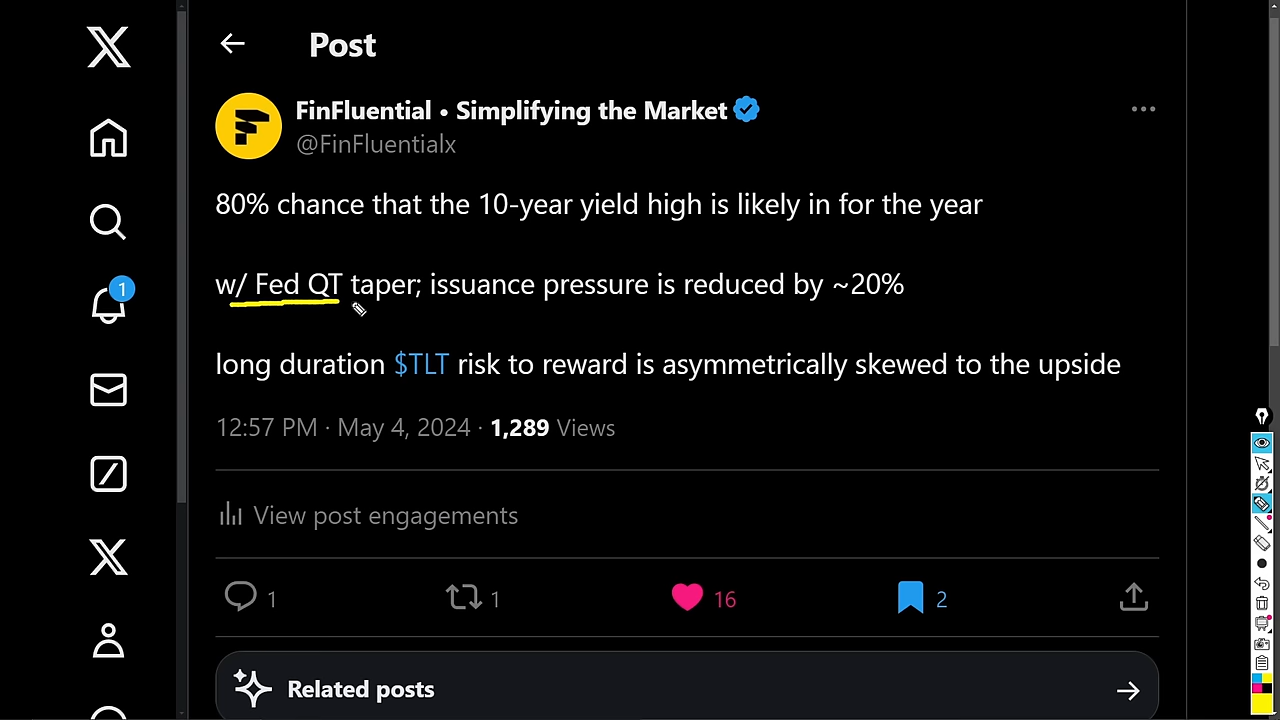 Post
FinFluential • Simplifying the Market
@FinFluentialx
80% chance that the 10-year yield high is likely in for the year
w/ Fed QT taper; issuance pressure is reduced by ~20%
long duration $TLT risk to reward is asymmetrically skewed to the upside
12:57 PM · May 4, 2024 · 1,289 Views
1
View post engagements
1 1 16 2
Related posts